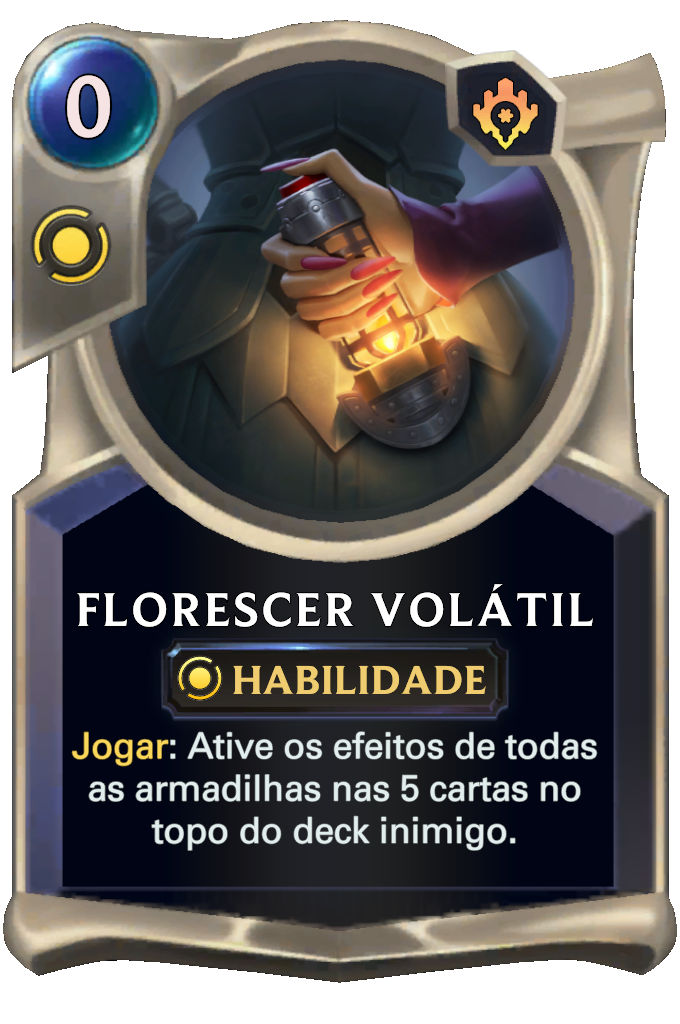 0
FLORESCER VOLÁTIL
HABILIDADE
Jogar: Ative os efeitos de todas
as armadilhas nas 5 cartas no
topo do deck inimigo.